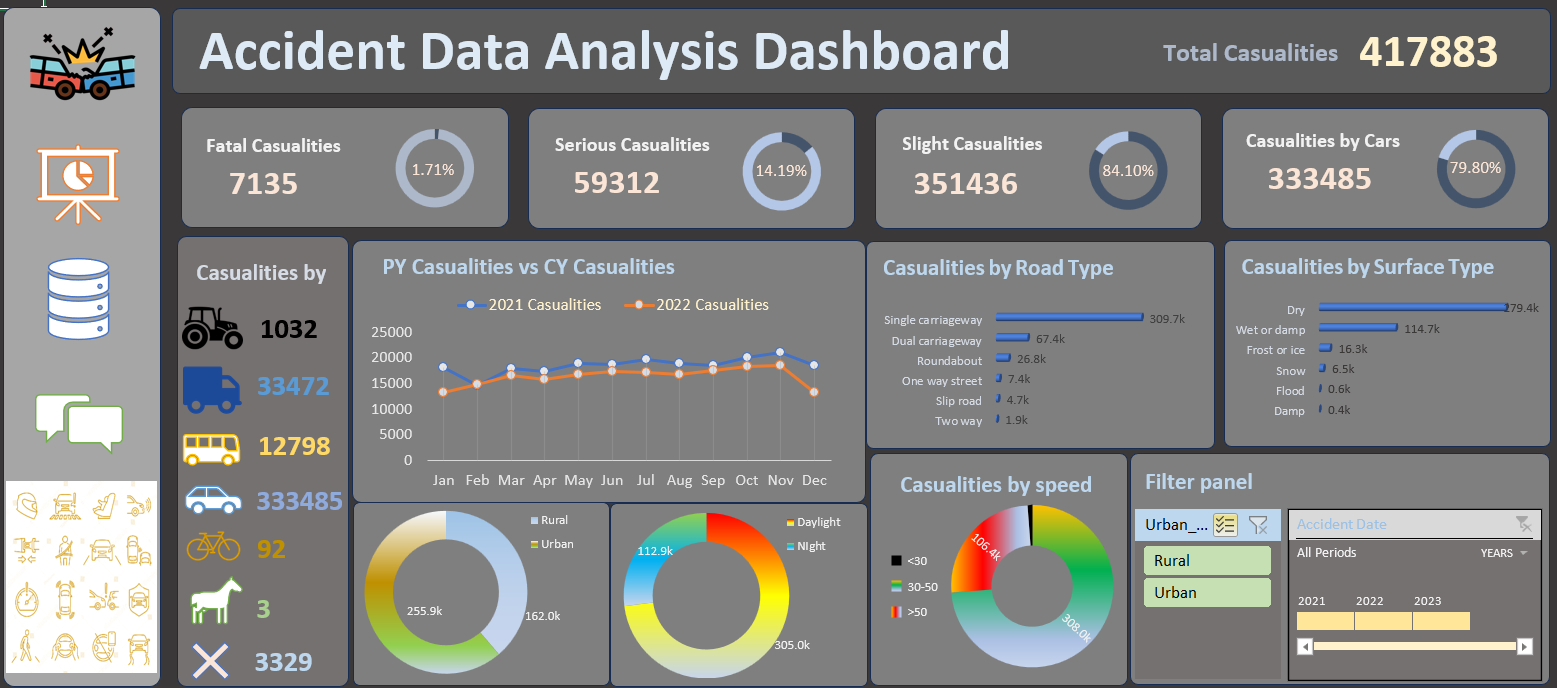 1
Accident Data Analysis Dashboard
Total Casualities 417883
Fatal Casualities
7135
1.71%
Serious Casualities
59312
14.19%
Slight Casualities
351436
84.10%
Casualities by Cars
333485
79.80%
Casualities by
1032
33472
12798
333485
92
3
3329
PY Casualities vs CY Casualities
2021 Casualities
2022 Casualities
25000
20000
15000
10000
5000
0
Jan Feb Mar Apr May Jun Jul Aug Sep Oct Nov Dec
Casualities by Road Type
Single carriageway 309.7k
Dual carriageway 67.4k
Roundabout 26.8k
One way street 7.4k
Slip road 4.7k
Two way 1.9k
Casualities by Surface Type
Dry 279.4k
Wet or damp 114.7k
Frost or ice 16.3k
Snow 6.5k
Flood 0.6k
Damp 0.4k
Rural
Urban
255.9k
162.0k
Daylight
NIght
112.9k
305.0k
Casualities by speed
<30
30-50
>50
106.4k
308.0k
Filter panel
Urban_...
Rural
Urban
Accident Date
All Periods
YEARS
2021 2022 2023